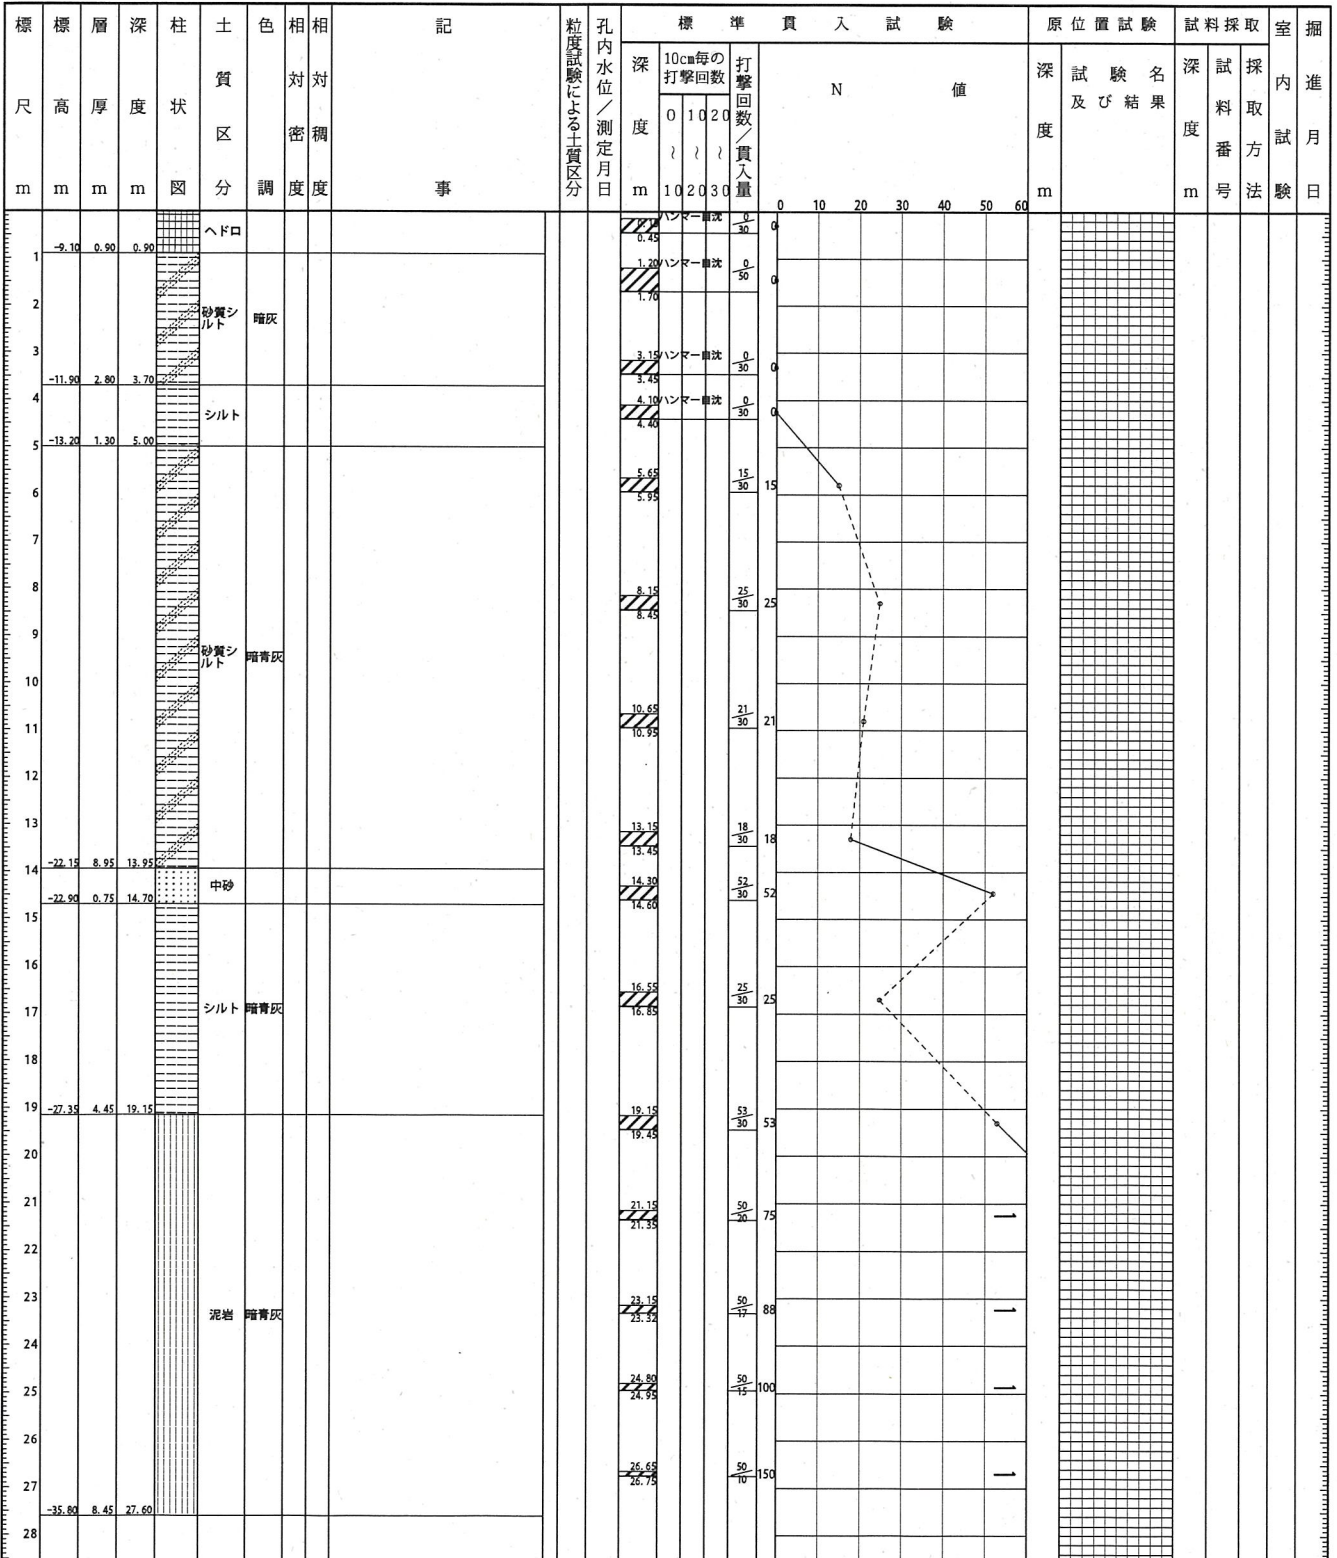 標尺 m
標高 m
層厚 m
深度 m
柱状図
土質区分
色調
相対密度
相対稠度
記事
粒度試験による土質区分
孔内水位/測定月日
標準貫入試験
深度 m
10cm毎の
打撃回数
0 10 20
~ ~ ~
10 20 30
打撃回数/貫入量
N 値
0 10 20 30 40 50 60
原位置試験
深度 m
試験名
及び結果
試料採取
深度 m
試料番号
採取方法
室内試験
掘進月日
ヘドロ
-9.10 0.90 0.90
砂質シ
ルト
暗灰
-11.90 2.80 3.70
シルト
-13.20 1.30 5.00
砂質シ
ルト
暗青灰
-22.15 8.95 13.95
中砂
-22.90 0.75 14.70
シルト 暗青灰
-27.35 4.45 19.15
泥岩 暗青灰
-35.80 8.45 27.60
1
2
3
4
5
6
7
8
9
10
11
12
13
14
15
16
17
18
19
20
21
22
23
24
25
26
27
28
ハンマー自沈 0/30 0
0.45
1.20 ハンマー自沈 0/50 0
1.70
3.15 ハンマー自沈 0/30 0
3.45
4.10 ハンマー自沈 0/30 0
4.40
5.65 15/30 15
5.95
8.15 25/30 25
8.45
10.65 21/30 21
10.95
13.15 18/30 18
13.45
14.30 52/30 52
14.60
16.55 25/30 25
16.85
19.15 53/30 53
19.45
21.15 50/20 75
21.35
23.15 50/17 88
23.32
24.80 50/15 100
24.95
26.65 50/10 150
26.75